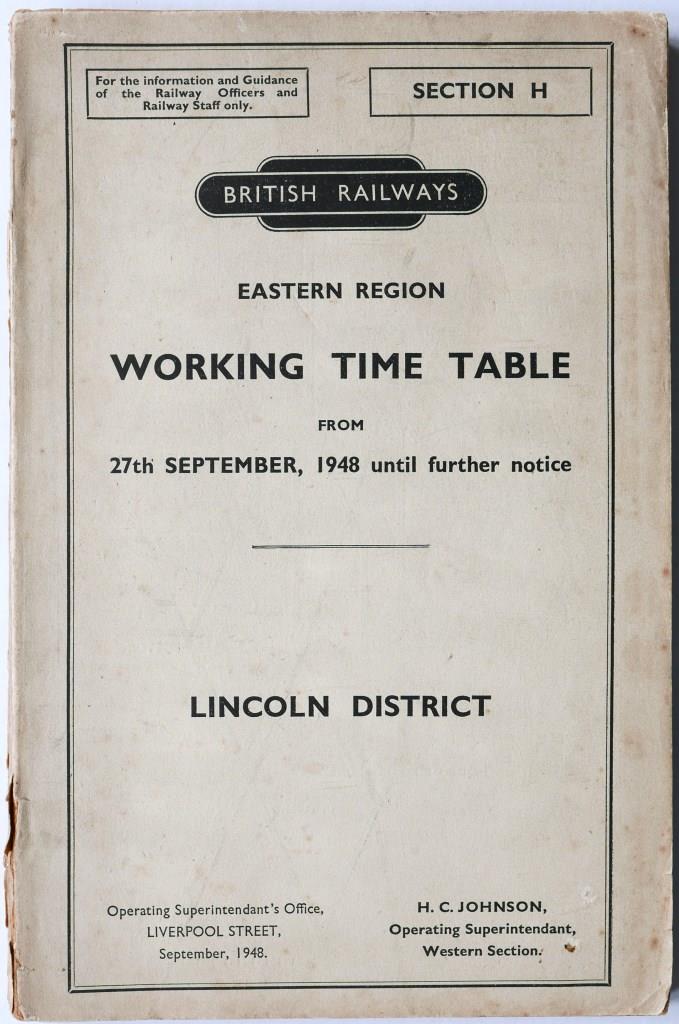 For the information and Guidance
of the Railway Officers and
Railway Staff only.
SECTION H
BRITISH RAILWAYS
EASTERN REGION
WORKING TIME TABLE
FROM
27th SEPTEMBER, 1948 until further notice
LINCOLN DISTRICT
Operating Superintendant's Office,
LIVERPOOL STREET,
September, 1948.
H. C. JOHNSON,
Operating Superintendant,
Western Section.